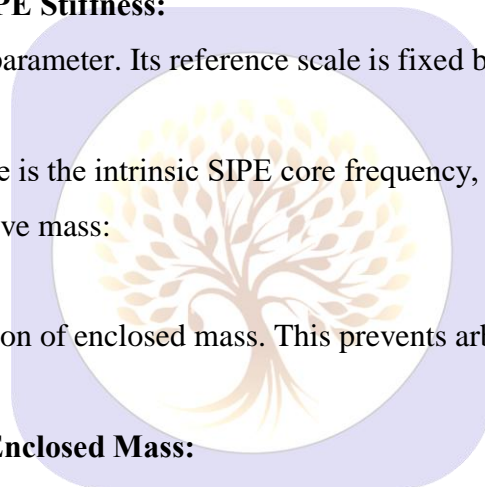 PE Stiffness:
parameter. Its reference scale is fixed b
e is the intrinsic SIPE core frequency,
ve mass:
on of enclosed mass. This prevents arb
Enclosed Mass: